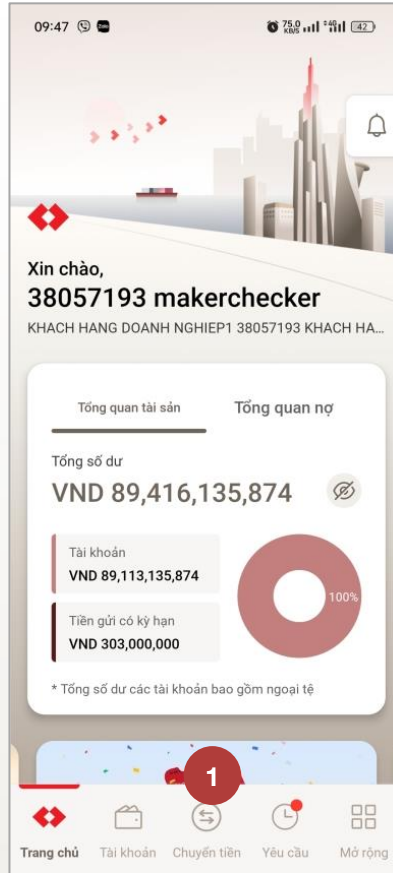 09:47
75.0 KB/S 4G 42
Xin chào,
38057193 makerchecker
KHACH HANG DOANH NGHIEP1 38057193 KHACH HA...
Tổng quan tài sản
Tổng quan nợ
Tổng số dư
VND 89,416,135,874
Tài khoản
VND 89,113,135,874
100%
Tiền gửi có kỳ hạn
VND 303,000,000
* Tổng số dư các tài khoản bao gồm ngoại tệ
1
Trang chủ Tài khoản Chuyển tiền Yêu cầu Mở rộng